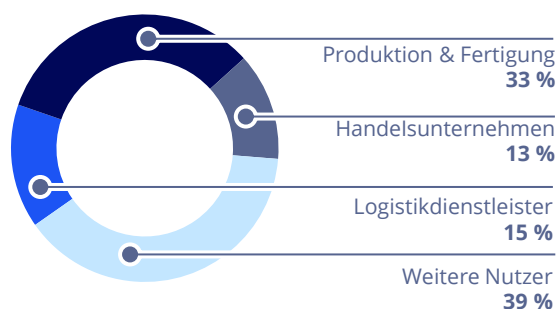 Produktion & Fertigung
33 %
Handelsunternehmen
13 %
Logistikdienstleister
15 %
Weitere Nutzer
39 %